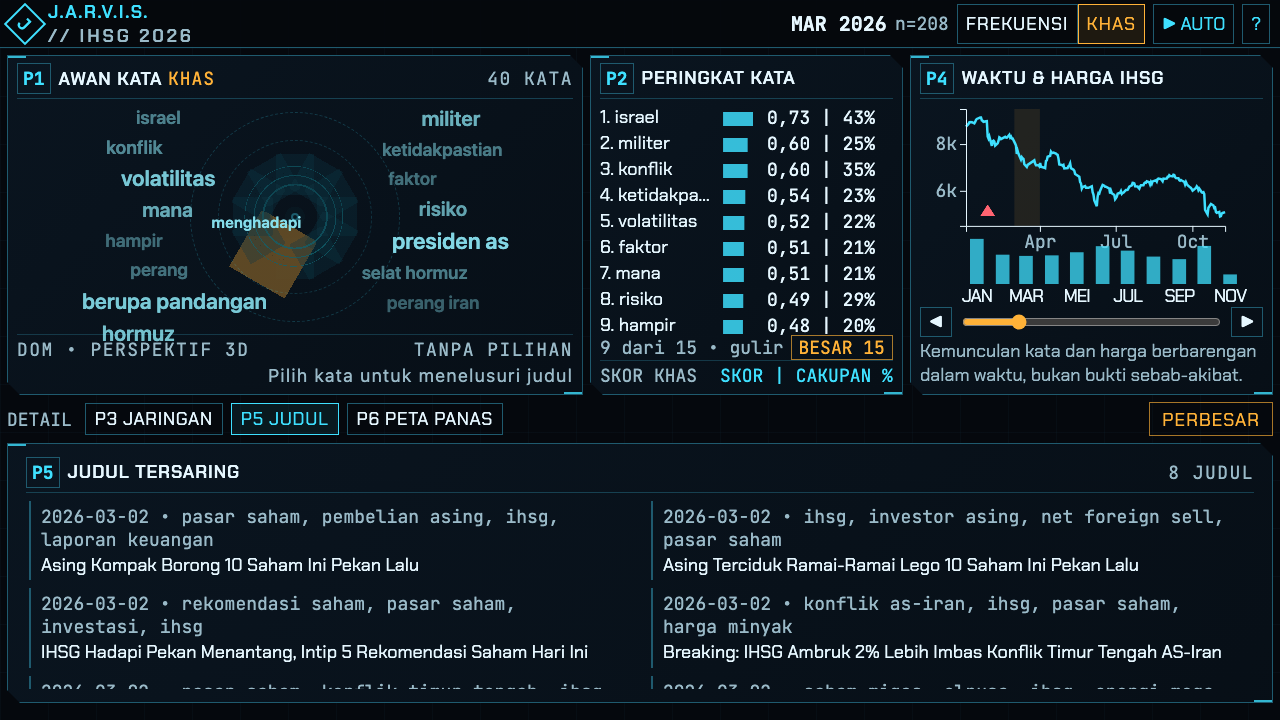 J.A.R.V.I.S.
// IHSG 2026
MAR 2026 n=208 FREKUENSI KHAS ▶ AUTO ?
P1 AWAN KATA KHAS 40 KATA
israel
konflik
volatilitas
mana
hampir
perang
berupa pandangan
hormuz
menghadapi
militer
ketidakpastian
faktor
risiko
presiden as
selat hormuz
perang iran
DOM • PERSPEKTIF 3D TANPA PILIHAN
Pilih kata untuk menelusuri judul
P2 PERINGKAT KATA
1. israel 0,73 | 43%
2. militer 0,60 | 25%
3. konflik 0,60 | 35%
4. ketidakpa... 0,54 | 23%
5. volatilitas 0,52 | 22%
6. faktor 0,51 | 21%
7. mana 0,51 | 21%
8. risiko 0,49 | 29%
9. hampir 0,48 | 20%
9 dari 15 • gulir BESAR 15
SKOR KHAS SKOR | CAKUPAN %
P4 WAKTU & HARGA IHSG
8k
6k
Apr Jul Oct
JAN MAR MEI JUL SEP NOV
◀ ▶
Kemunculan kata dan harga berbarengan
dalam waktu, bukan bukti sebab-akibat.
DETAIL P3 JARINGAN P5 JUDUL P6 PETA PANAS PERBESAR
P5 JUDUL TERSARING 8 JUDUL
2026-03-02 • pasar saham, pembelian asing, ihsg,
laporan keuangan
Asing Kompak Borong 10 Saham Ini Pekan Lalu
2026-03-02 • ihsg, investor asing, net foreign sell,
pasar saham
Asing Terciduk Ramai-Ramai Lego 10 Saham Ini Pekan Lalu
2026-03-02 • rekomendasi saham, pasar saham,
investasi, ihsg
IHSG Hadapi Pekan Menantang, Intip 5 Rekomendasi Saham Hari Ini
2026-03-02 • konflik as-iran, ihsg, pasar saham,
harga minyak
Breaking: IHSG Ambruk 2% Lebih Imbas Konflik Timur Tengah AS-Iran